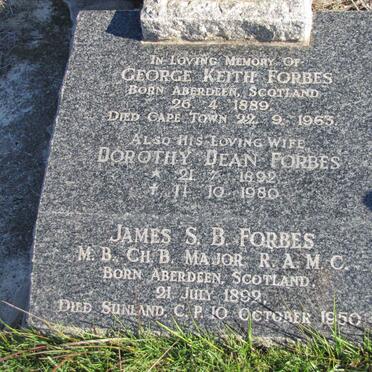 In Loving Memory Of
George Keith Forbes
Born Aberdeen, Scotland
26. 4. 1889.
Died Cape Town 22. 9. 1963.
Also His Loving Wife
Dorothy Dean Forbes
* 21. 7. 1892
† 11. 10. 1980
James S. B. Forbes
M. B., Ch. B. Major R. A. M. C.
Born Aberdeen, Scotland.
21 July 1892.
Died Sunland, C. P. 10 October 1950